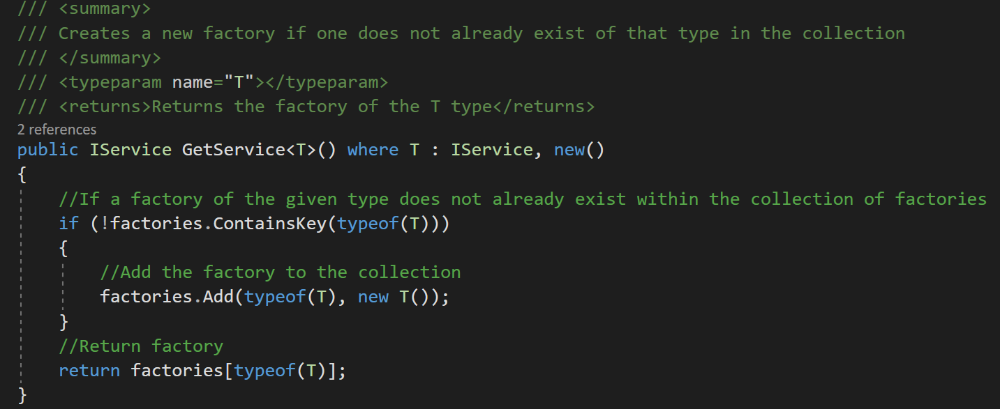 /// <summary>
/// Creates a new factory if one does not already exist of that type in the collection
/// </summary>
/// <typeparam name="T"></typeparam>
/// <returns>Returns the factory of the T type</returns>
2 references
public IService GetService<T>() where T : IService, new()
{
    //If a factory of the given type does not already exist within the collection of factories
    if (!factories.ContainsKey(typeof(T)))
    {
        //Add the factory to the collection
        factories.Add(typeof(T), new T());
    }
    //Return factory
    return factories[typeof(T)];
}